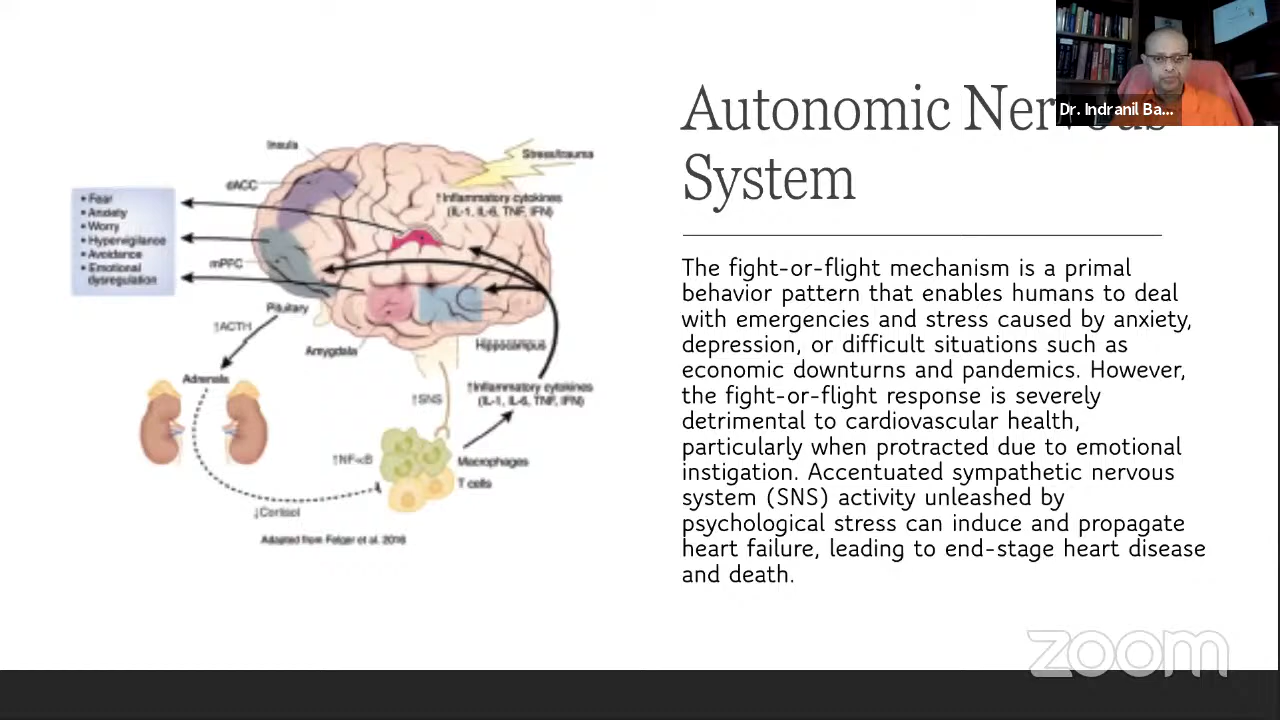 Autonomic Nervous
System
Dr. Indranil Ba...
The fight-or-flight mechanism is a primal
behavior pattern that enables humans to deal
with emergencies and stress caused by anxiety,
depression, or difficult situations such as
economic downturns and pandemics. However,
the fight-or-flight response is severely
detrimental to cardiovascular health,
particularly when protracted due to emotional
instigation. Accentuated sympathetic nervous
system (SNS) activity unleashed by
psychological stress can induce and propagate
heart failure, leading to end-stage heart disease
and death.
Insula
Stress/trauma
dACC
↑Inflammatory cytokines
(IL-1, IL-6, TNF, IFN)
• Fear
• Anxiety
• Worry
• Hypervigilance
• Avoidance
• Emotional
dysregulation
mPFC
Pituitary
↑ACTH
Amygdala
Hippocampus
Adrenals
↑Inflammatory cytokines
(IL-1, IL-6, TNF, IFN)
↑SNS
↑NF-κB
Macrophages
T cells
↓Cortisol
Adapted from Felger et al. 2016
zoom